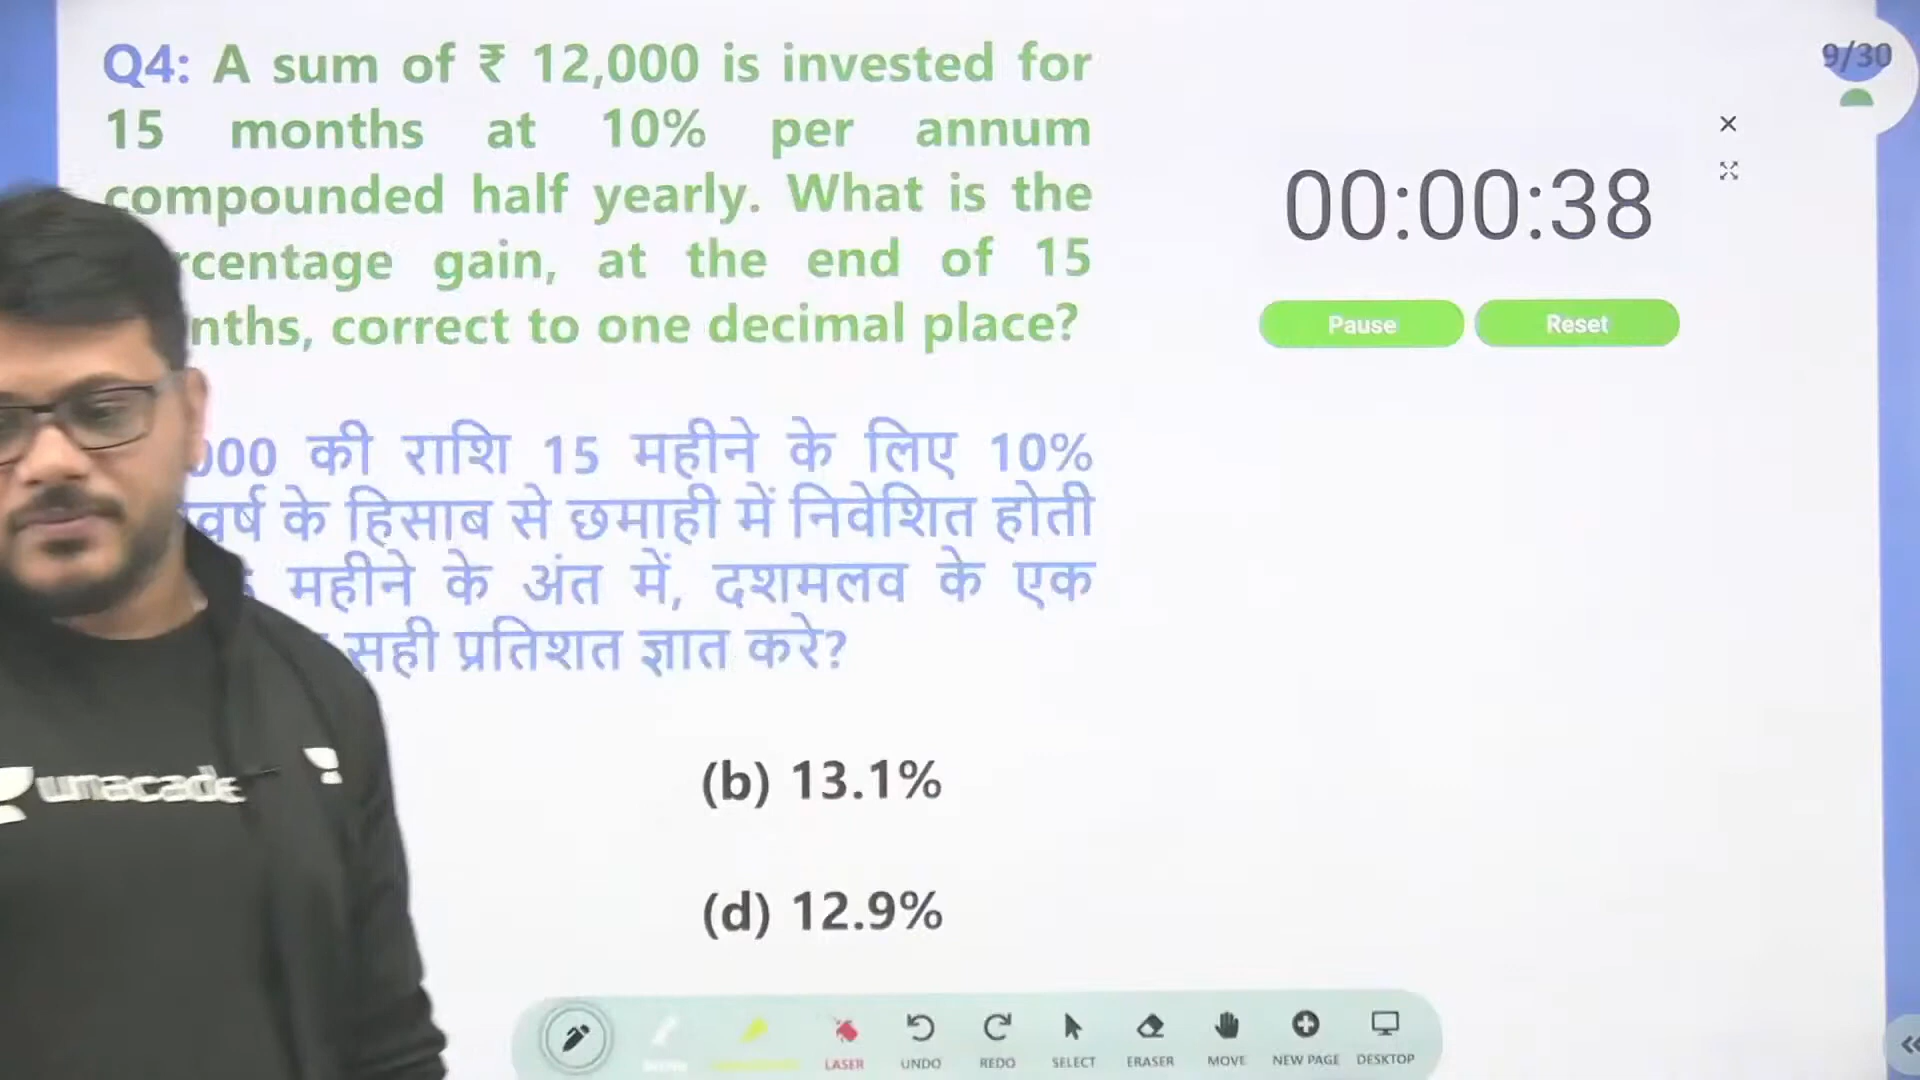 Q4: A sum of ₹ 12,000 is invested for
15 months at 10% per annum
compounded half yearly. What is the
rcentage gain, at the end of 15
nths, correct to one decimal place?
9/30
00:00:38
Pause Reset
000 की राशि 15 महीने के लिए 10%
वर्ष के हिसाब से छमाही में निवेशित होती
महीने के अंत में, दशमलव के एक
सही प्रतिशत ज्ञात करे?
unacade
(b) 13.1%
(d) 12.9%
LASER UNDO REDO SELECT ERASER MOVE NEW PAGE DESKTOP